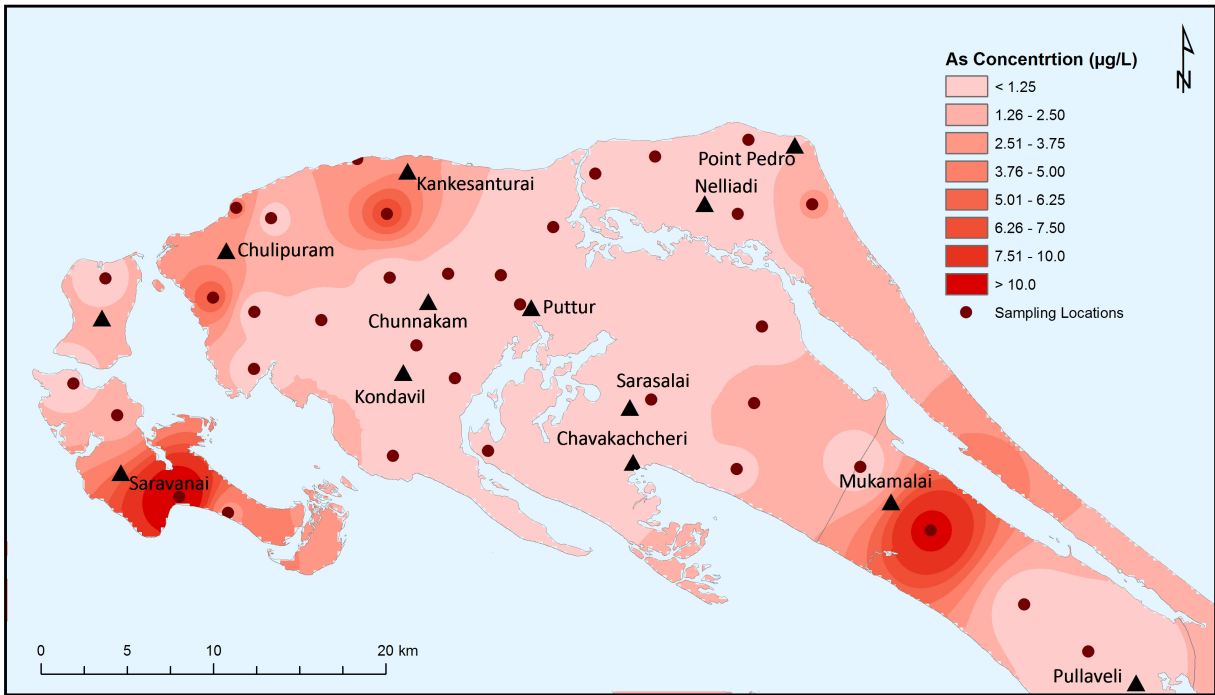 N
As Concentrtion (µg/L)
< 1.25
1.26 - 2.50
2.51 - 3.75
3.76 - 5.00
5.01 - 6.25
6.26 - 7.50
7.51 - 10.0
> 10.0
Sampling Locations
Point Pedro
Kankesanturai
Nelliadi
Chulipuram
Puttur
Chunnakam
Sarasalai
Kondavil
Chavakachcheri
Saravanai
Mukamalai
0 5 10 20 km
Pullaveli